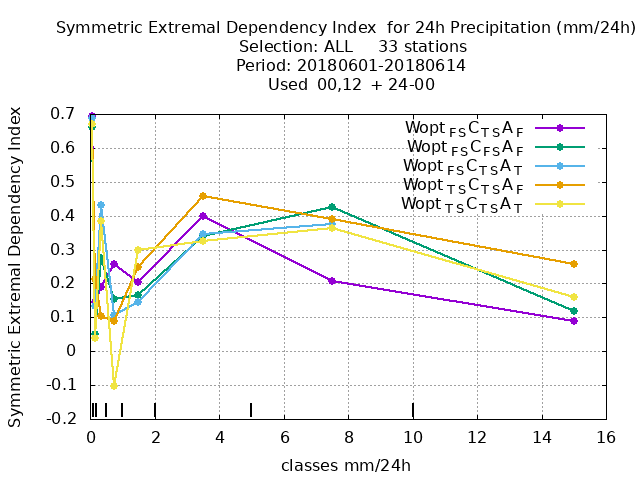 Symmetric Extremal Dependency Index  for 24h Precipitation (mm/24h)
Selection: ALL     33 stations
Period: 20180601-20180614
Used  00,12  + 24-00
Symmetric Extremal Dependency Index
0.7
0.6
0.5
0.4
0.3
0.2
0.1
0
-0.1
-0.2
Wopt FS C TS A F
Wopt FS C FS A F
Wopt FS C TS A T
Wopt TS C TS A F
Wopt TS C TS A T
0 2 4 6 8 10 12 14 16
classes mm/24h